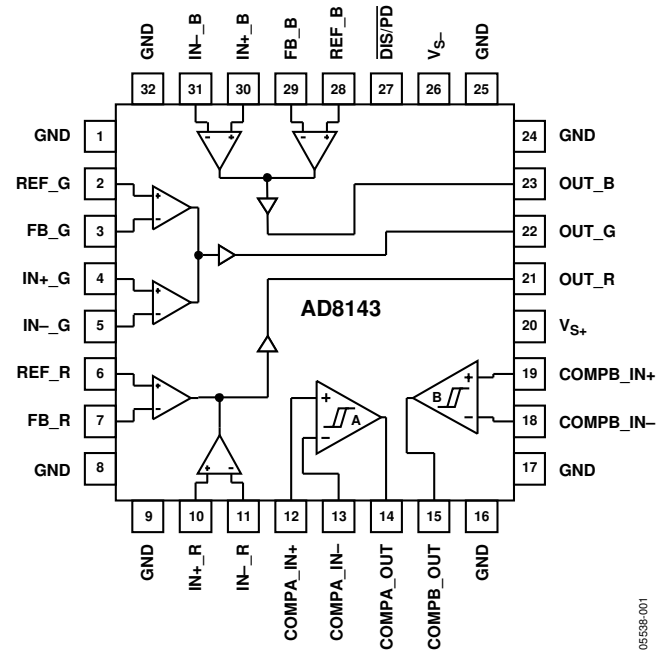 GND
IN–_B
IN+_B
FB_B
REF_B
DIS/PD
VS–
GND
32
31
30
29
28
27
26
25
GND 1
REF_G 2
FB_G 3
IN+_G 4
IN–_G 5
REF_R 6
FB_R 7
GND 8
– +
– +
+
–
+
–
+
–
+ –
AD8143
+
–
A
B
+
–
24 GND
23 OUT_B
22 OUT_G
21 OUT_R
20 VS+
19 COMPB_IN+
18 COMPB_IN–
17 GND
9
10
11
12
13
14
15
16
GND
IN+_R
IN–_R
COMPA_IN+
COMPA_IN–
COMPA_OUT
COMPB_OUT
GND
05538-001